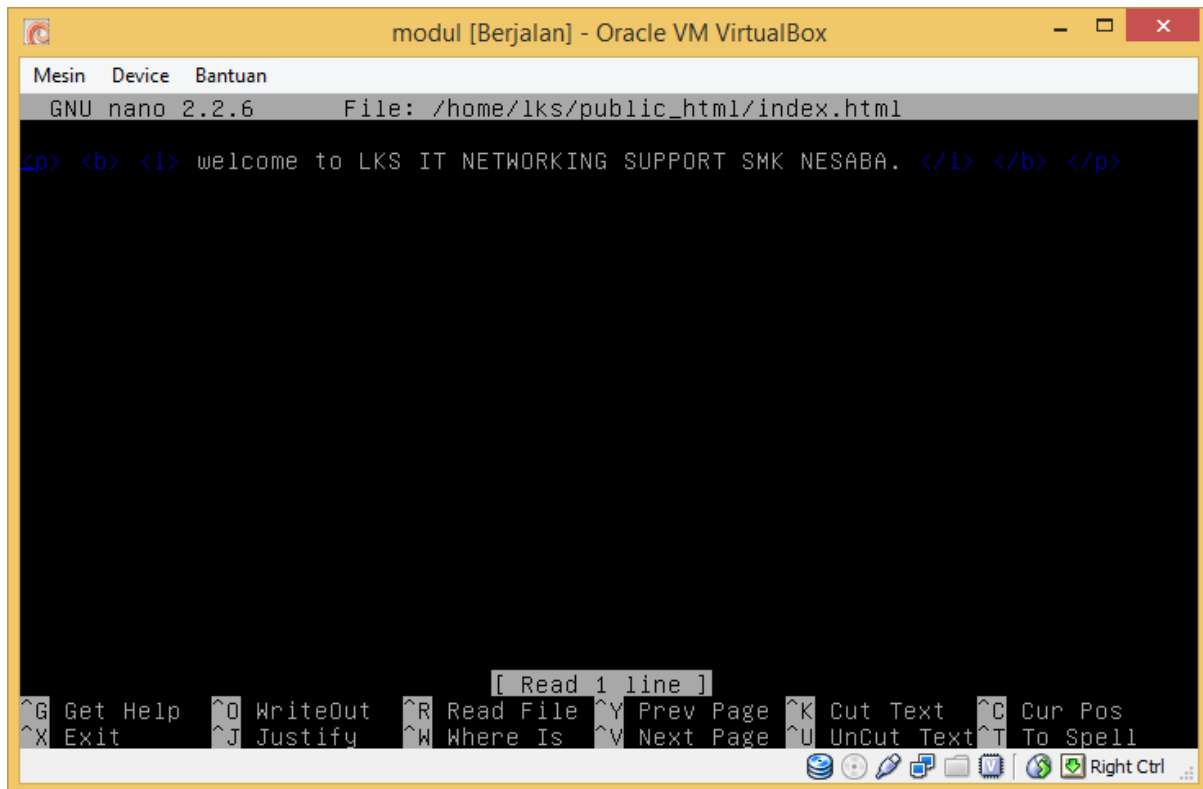 modul [Berjalan] - Oracle VM VirtualBox
Mesin Device Bantuan
GNU nano 2.2.6 File: /home/lks/public_html/index.html
<p> <b> <i> welcome to LKS IT NETWORKING SUPPORT SMK NESABA. </i> </b> </p>
[ Read 1 line ]
^G Get Help ^O WriteOut ^R Read File ^Y Prev Page ^K Cut Text ^C Cur Pos
^X Exit ^J Justify ^W Where Is ^V Next Page ^U UnCut Text ^T To Spell
Right Ctrl